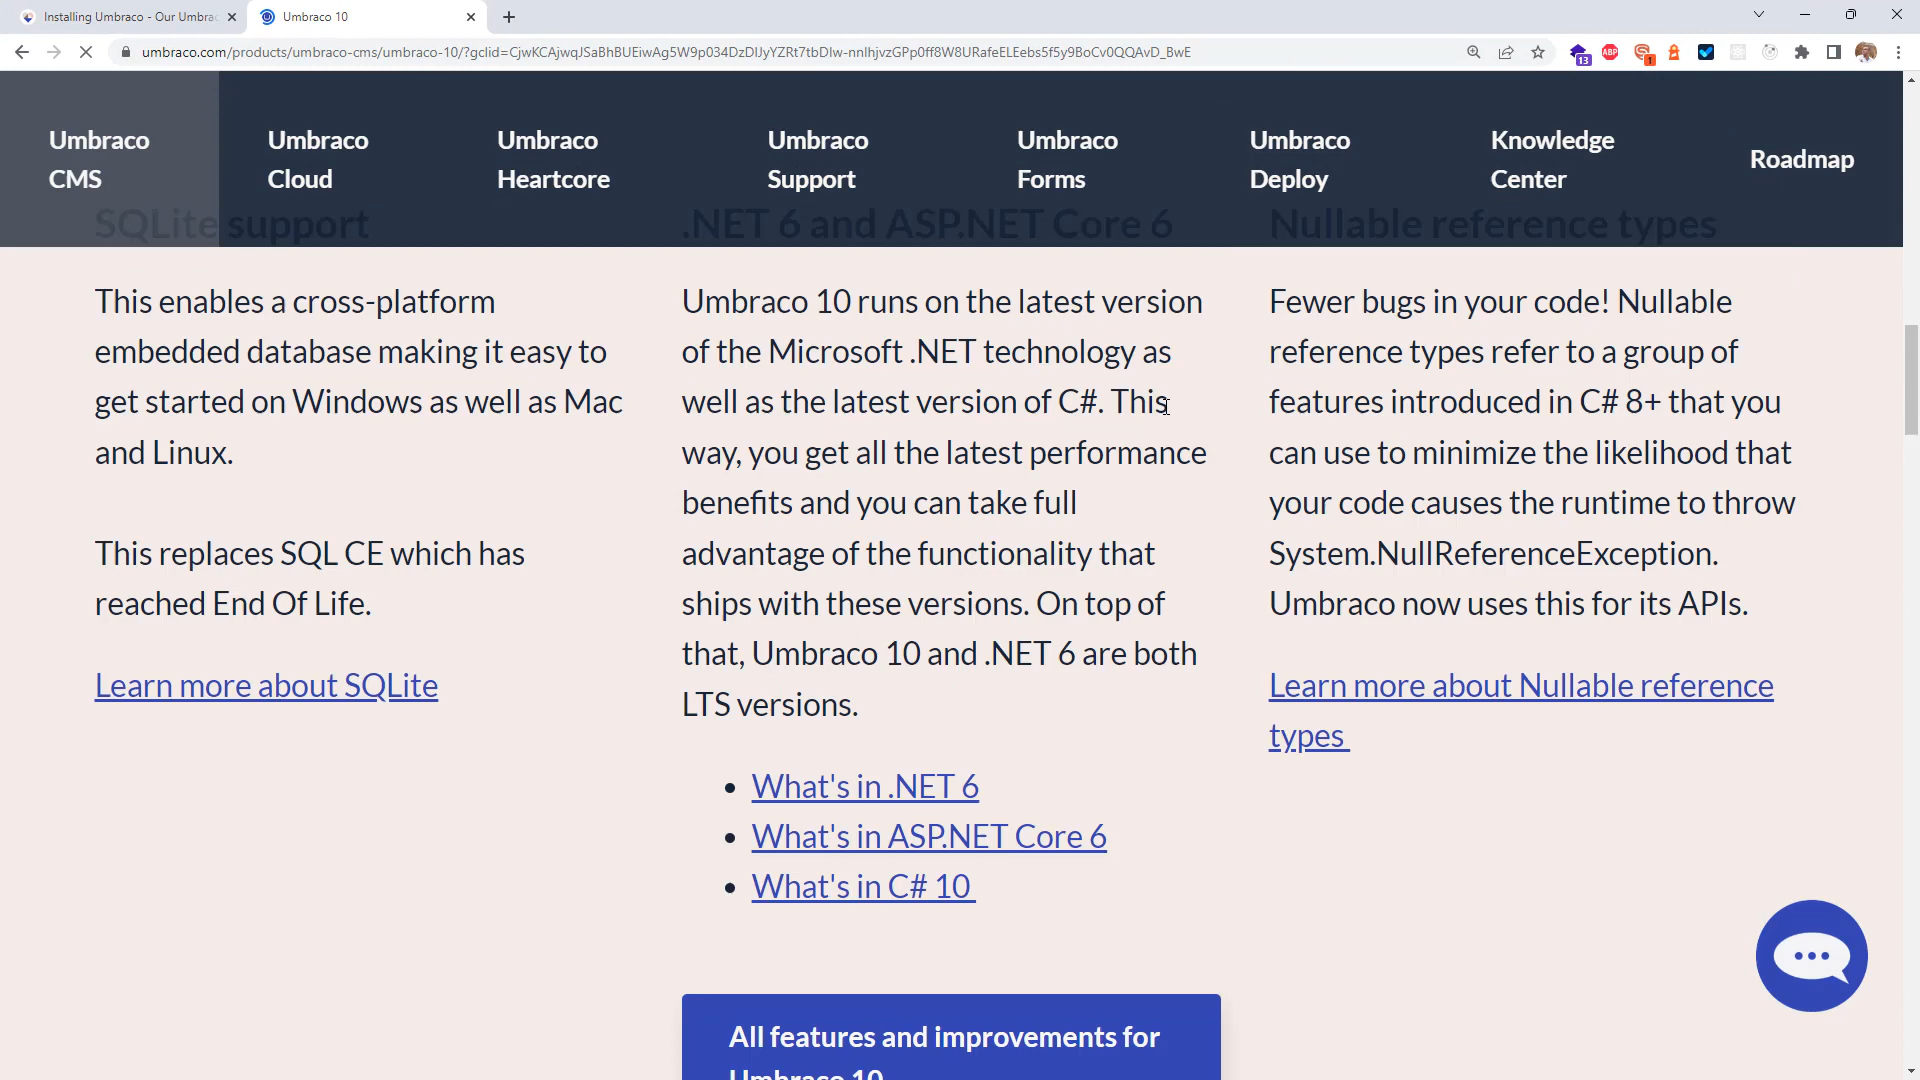 Installing Umbraco - Our Umbrac
Umbraco 10
umbraco.com/products/umbraco-cms/umbraco-10/?gclid=CjwKCAjwqJSaBhBUEiwAg5W9p034DzDIJyYZRt7tbDIw-nnIhjvzGPp0ff8W8URafeELEebs5f5y9BoCv0QQAvD_BwE
13
ABP
1
Umbraco CMS
Umbraco Cloud
Umbraco Heartcore
Umbraco Support
Umbraco Forms
Umbraco Deploy
Knowledge Center
Roadmap
SQLite support
This enables a cross-platform
embedded database making it easy to
get started on Windows as well as Mac
and Linux.
This replaces SQL CE which has
reached End Of Life.
Learn more about SQLite
.NET 6 and ASP.NET Core 6
Umbraco 10 runs on the latest version
of the Microsoft .NET technology as
well as the latest version of C#. This
way, you get all the latest performance
benefits and you can take full
advantage of the functionality that
ships with these versions. On top of
that, Umbraco 10 and .NET 6 are both
LTS versions.
What's in .NET 6
What's in ASP.NET Core 6
What's in C# 10
Nullable reference types
Fewer bugs in your code! Nullable
reference types refer to a group of
features introduced in C# 8+ that you
can use to minimize the likelihood that
your code causes the runtime to throw
System.NullReferenceException.
Umbraco now uses this for its APIs.
Learn more about Nullable reference
types
All features and improvements for
Umbraco 10